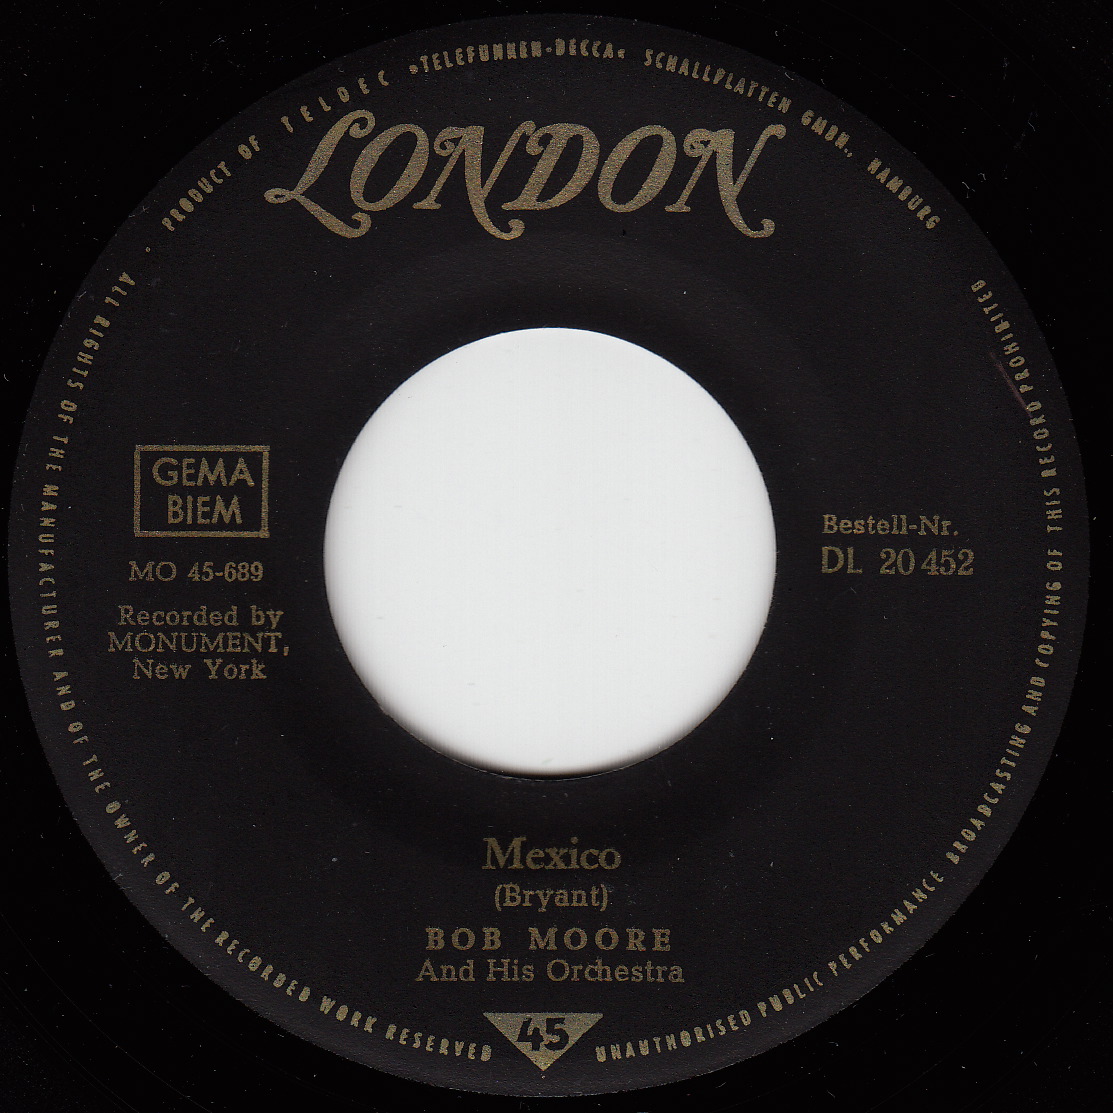 PRODUCT OF TELDEC »TELEFUNKEN-DECCA« SCHALLPLATTEN GMBH., HAMBURG
LONDON
GEMA
BIEM
MO 45-689
Recorded by
MONUMENT,
New York
Bestell-Nr.
DL 20 452
Mexico
(Bryant)
BOB MOORE
And His Orchestra
45
ALL RIGHTS OF THE MANUFACTURER AND OF THE OWNER OF THE RECORDED WORK RESERVED
UNAUTHORISED PUBLIC PERFORMANCE BROADCASTING AND COPYING OF THIS RECORD PROHIBITED